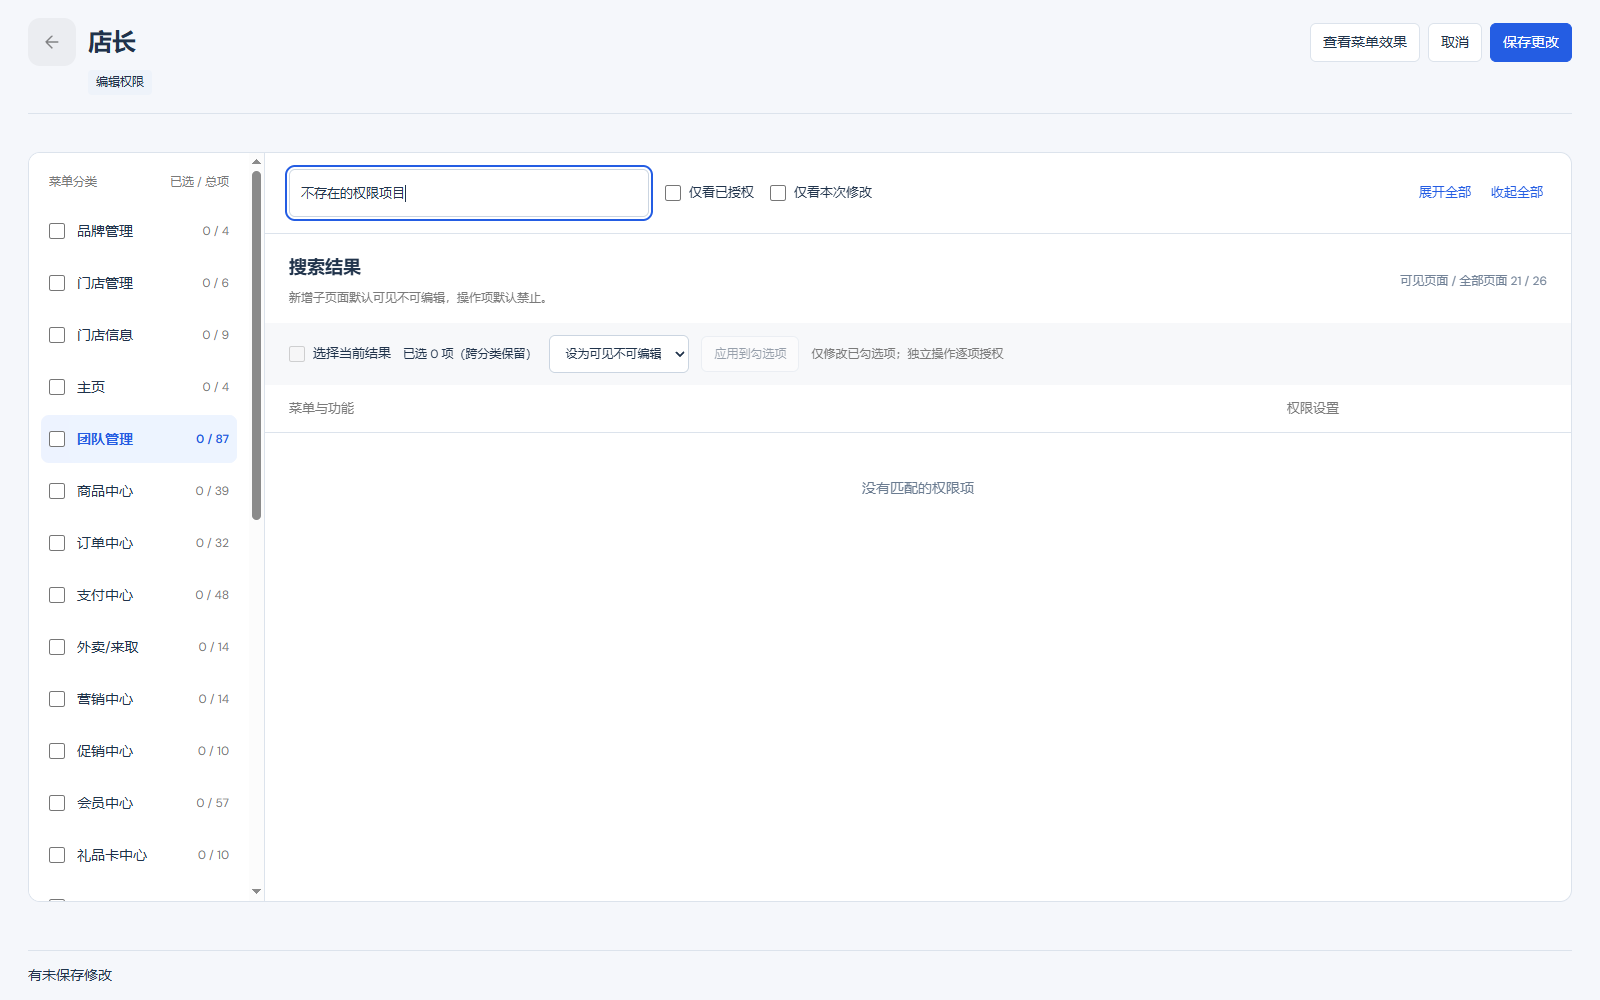 店长
查看菜单效果 取消 保存更改
编辑权限
菜单分类 已选 / 总项
品牌管理 0 / 4
门店管理 0 / 6
门店信息 0 / 9
主页 0 / 4
团队管理 0 / 87
商品中心 0 / 39
订单中心 0 / 32
支付中心 0 / 48
外卖/来取 0 / 14
营销中心 0 / 14
促销中心 0 / 10
会员中心 0 / 57
礼品卡中心 0 / 10
不存在的权限项目 仅看已授权 仅看本次修改 展开全部 收起全部
搜索结果
新增子页面默认可见不可编辑，操作项默认禁止。
可见页面 / 全部页面 21 / 26
选择当前结果 已选 0 项（跨分类保留） 设为可见不可编辑 应用到勾选项 仅修改已勾选项；独立操作逐项授权
菜单与功能 权限设置
没有匹配的权限项
有未保存修改